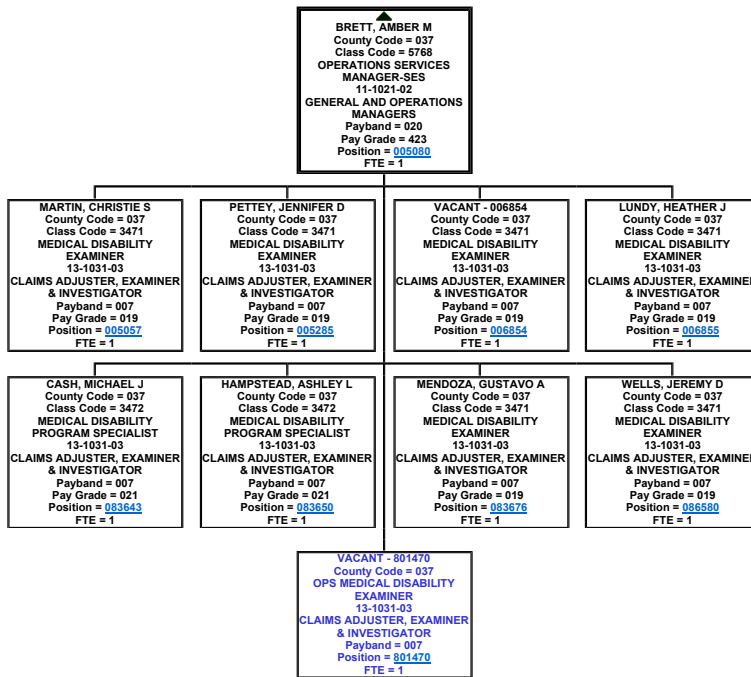 BRETT, AMBER M
County Code = 037
Class Code = 5768
OPERATIONS SERVICES
MANAGER-SES
11-1021-02
GENERAL AND OPERATIONS
MANAGERS
Payband = 020
Pay Grade = 423
Position = 005080
FTE = 1
MARTIN, CHRISTIE S
County Code = 037
Class Code = 3471
MEDICAL DISABILITY
EXAMINER
13-1031-03
CLAIMS ADJUSTER, EXAMINER
& INVESTIGATOR
Payband = 007
Pay Grade = 019
Position = 005057
FTE = 1
PETTEY, JENNIFER D
County Code = 037
Class Code = 3471
MEDICAL DISABILITY
EXAMINER
13-1031-03
CLAIMS ADJUSTER, EXAMINER
& INVESTIGATOR
Payband = 007
Pay Grade = 019
Position = 005285
FTE = 1
VACANT - 006854
County Code = 037
Class Code = 3471
MEDICAL DISABILITY
EXAMINER
13-1031-03
CLAIMS ADJUSTER, EXAMINER
& INVESTIGATOR
Payband = 007
Pay Grade = 019
Position = 006854
FTE = 1
LUNDY, HEATHER J
County Code = 037
Class Code = 3471
MEDICAL DISABILITY
EXAMINER
13-1031-03
CLAIMS ADJUSTER, EXAMINER
& INVESTIGATOR
Payband = 007
Pay Grade = 019
Position = 006855
FTE = 1
CASH, MICHAEL J
County Code = 037
Class Code = 3472
MEDICAL DISABILITY
PROGRAM SPECIALIST
13-1031-03
CLAIMS ADJUSTER, EXAMINER
& INVESTIGATOR
Payband = 007
Pay Grade = 021
Position = 083643
FTE = 1
HAMPSTEAD, ASHLEY L
County Code = 037
Class Code = 3472
MEDICAL DISABILITY
PROGRAM SPECIALIST
13-1031-03
CLAIMS ADJUSTER, EXAMINER
& INVESTIGATOR
Payband = 007
Pay Grade = 021
Position = 083650
FTE = 1
MENDOZA, GUSTAVO A
County Code = 037
Class Code = 3471
MEDICAL DISABILITY
EXAMINER
13-1031-03
CLAIMS ADJUSTER, EXAMINER
& INVESTIGATOR
Payband = 007
Pay Grade = 019
Position = 083676
FTE = 1
WELLS, JEREMY D
County Code = 037
Class Code = 3471
MEDICAL DISABILITY
EXAMINER
13-1031-03
CLAIMS ADJUSTER, EXAMINER
& INVESTIGATOR
Payband = 007
Pay Grade = 019
Position = 086580
FTE = 1
VACANT - 801470
County Code = 037
OPS MEDICAL DISABILITY
EXAMINER
13-1031-03
CLAIMS ADJUSTER, EXAMINER
& INVESTIGATOR
Payband = 007
Position = 801470
FTE = 1